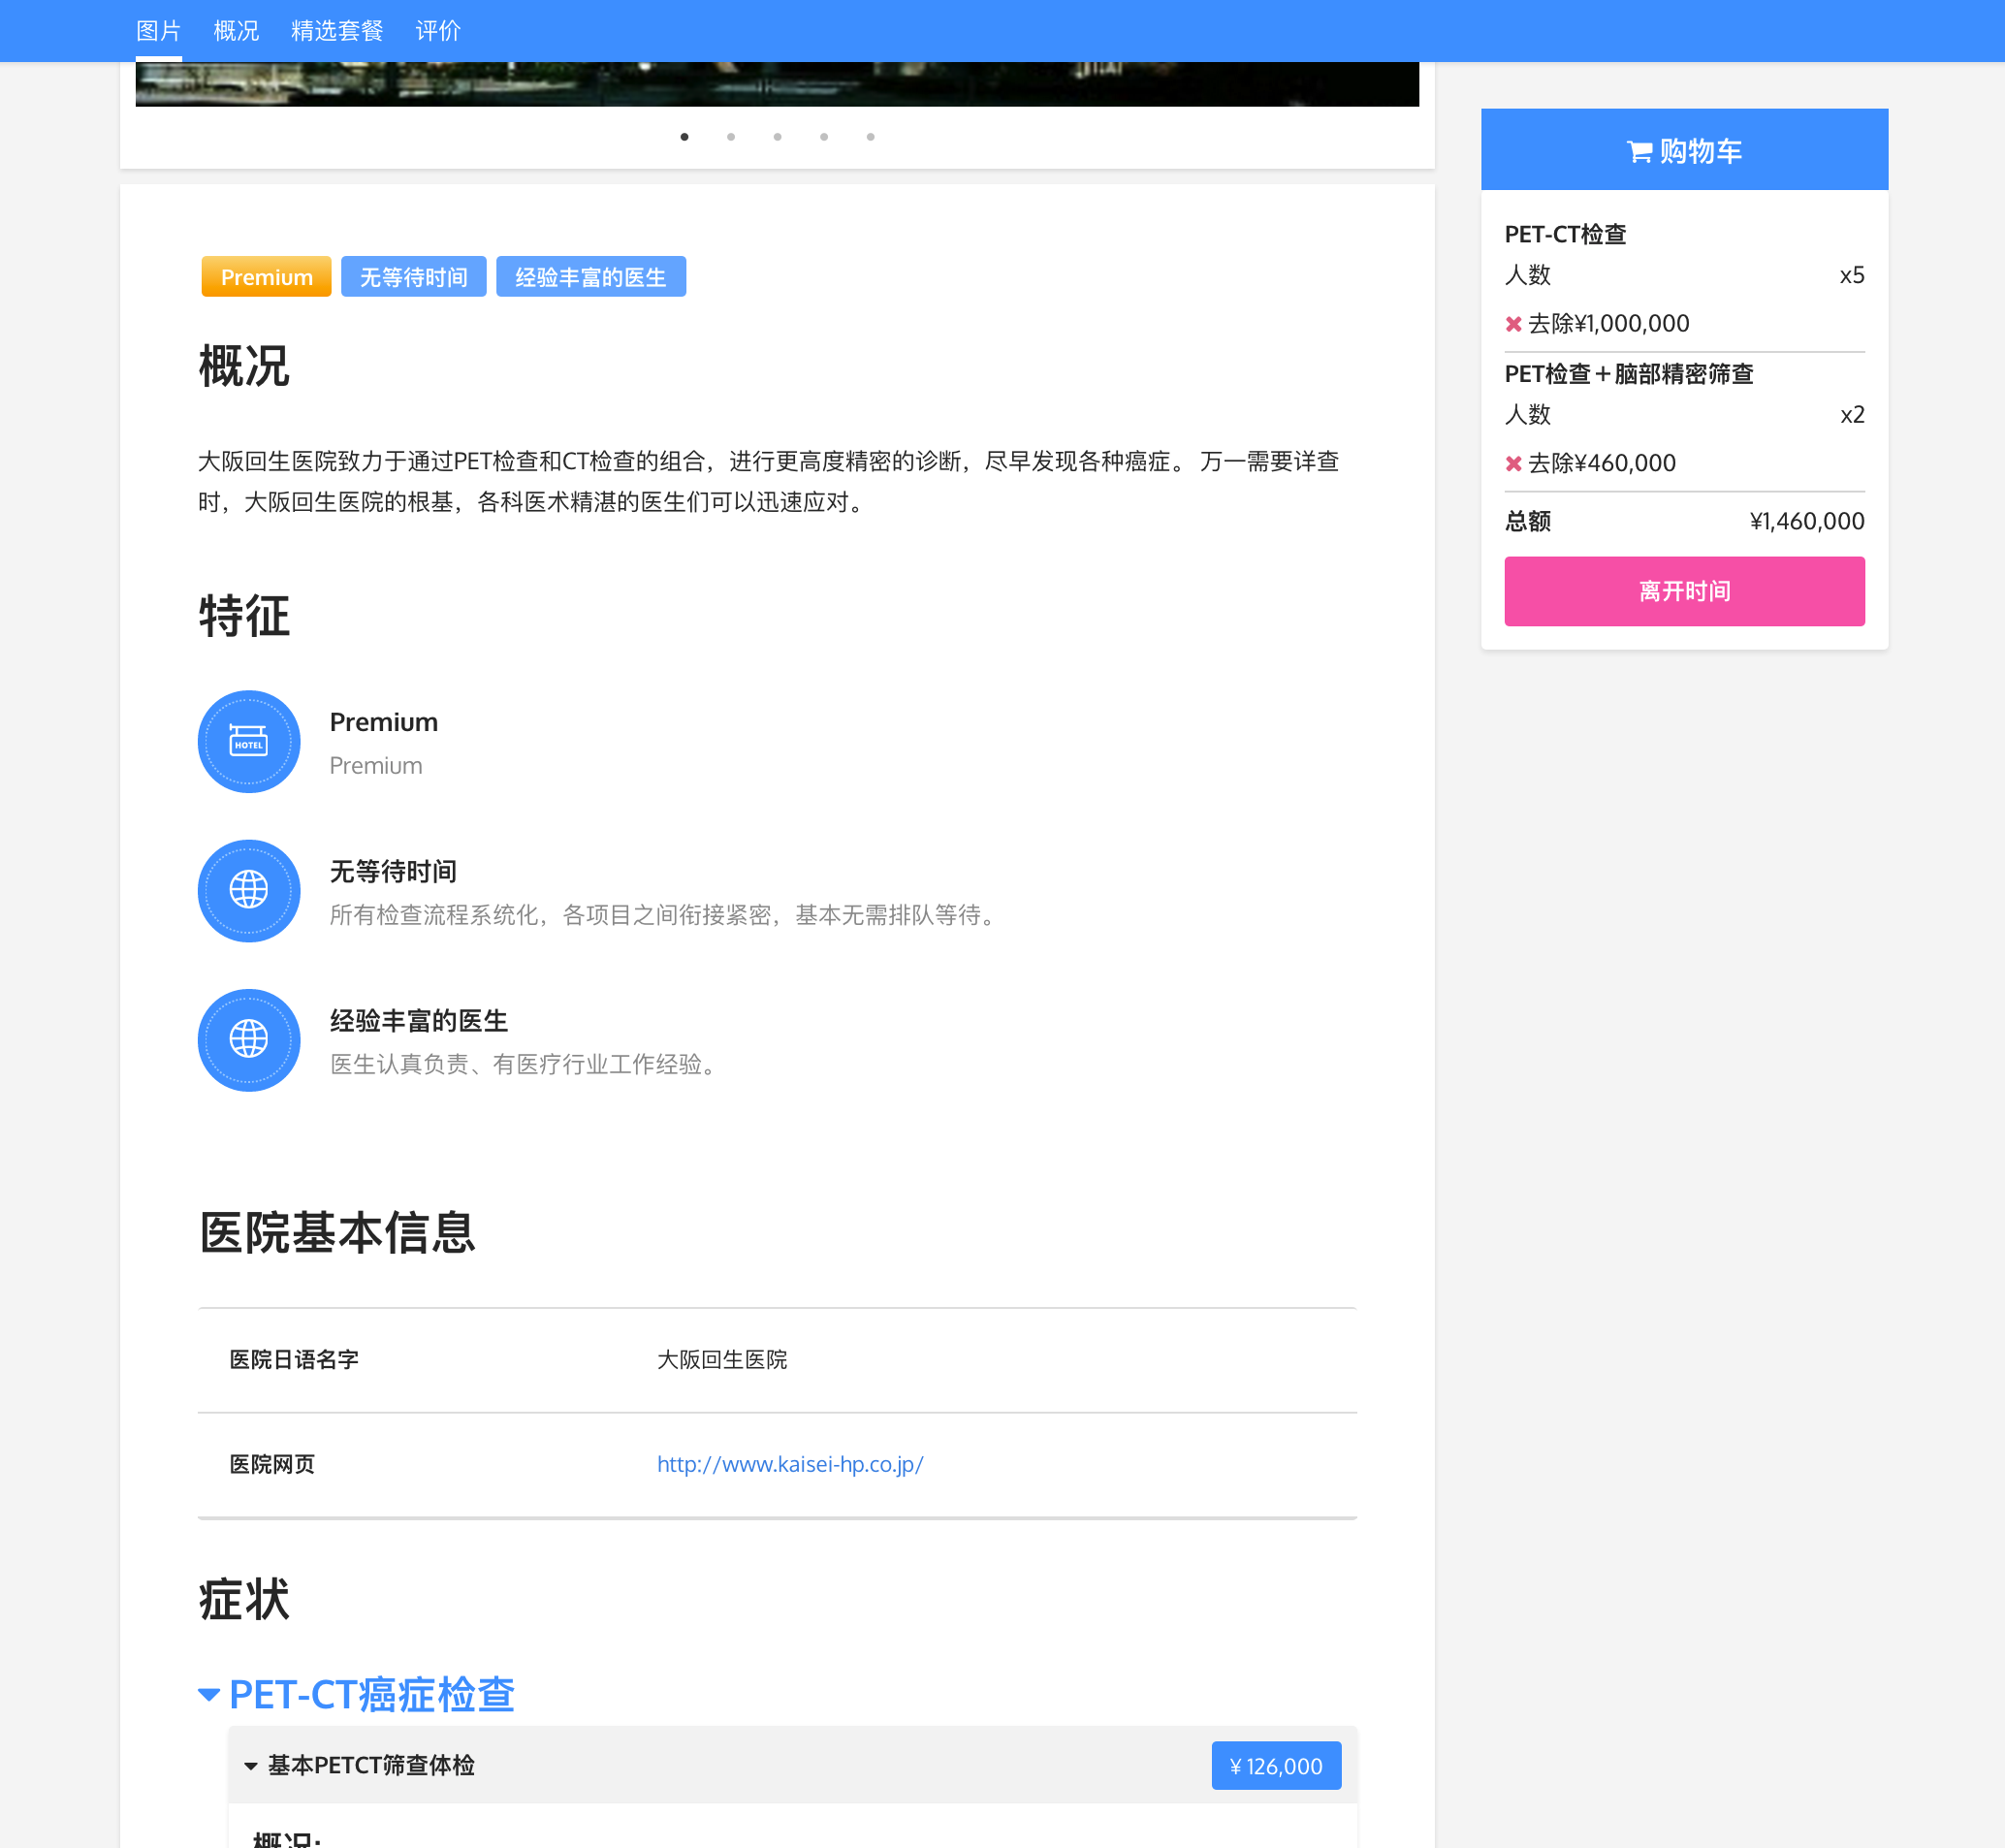 图片 概况 精选套餐 评价
Premium 无等待时间 经验丰富的医生
概况
大阪回生医院致力于通过PET检查和CT检查的组合，进行更高度精密的诊断，尽早发现各种癌症。 万一需要详查
时，大阪回生医院的根基，各科医术精湛的医生们可以迅速应对。
特征
HOTEL
Premium
Premium
无等待时间
所有检查流程系统化，各项目之间衔接紧密，基本无需排队等待。
经验丰富的医生
医生认真负责、有医疗行业工作经验。
医院基本信息
医院日语名字 大阪回生医院
医院网页 http://www.kaisei-hp.co.jp/
症状
PET-CT癌症检查
基本PETCT筛查体检 ¥ 126,000
概况:
购物车
PET-CT检查
人数 x5
去除¥1,000,000
PET检查＋脑部精密筛查
人数 x2
去除¥460,000
总额 ¥1,460,000
离开时间